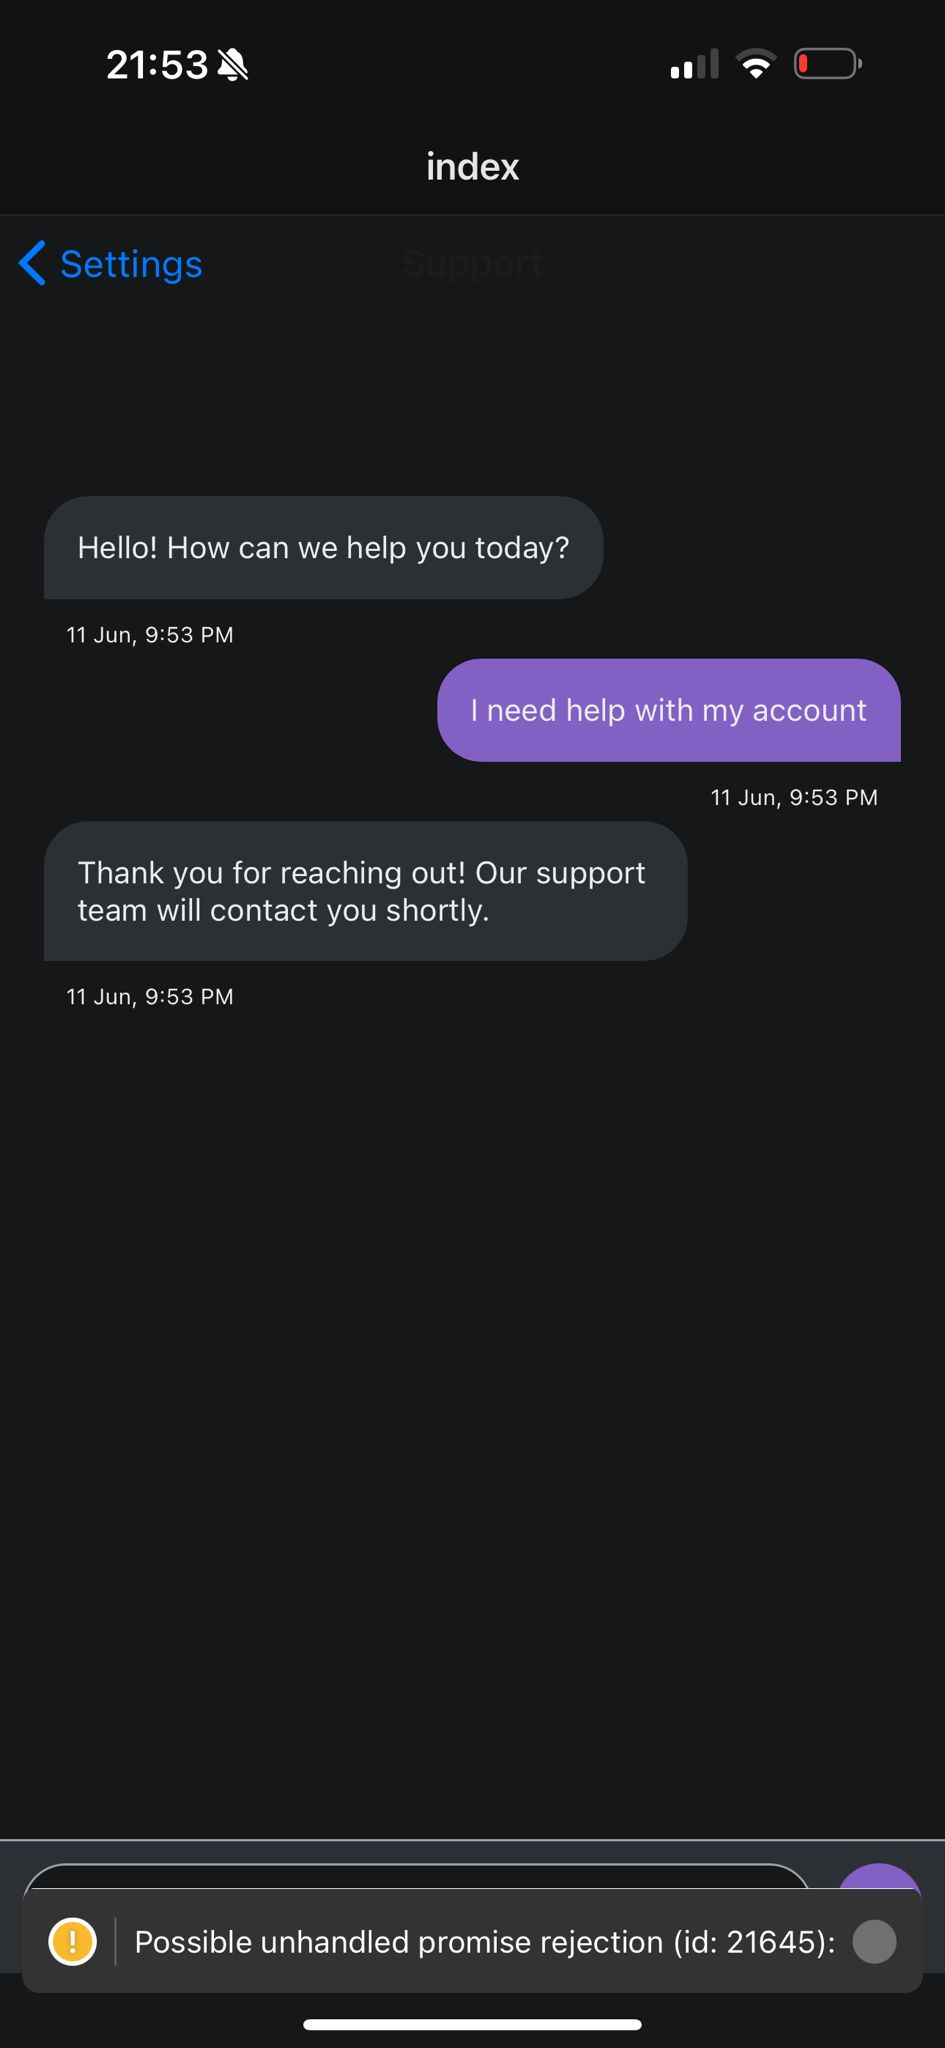 21:53
index
Settings
Support
Hello! How can we help you today?
11 Jun, 9:53 PM
I need help with my account
11 Jun, 9:53 PM
Thank you for reaching out! Our support
team will contact you shortly.
11 Jun, 9:53 PM
! Possible unhandled promise rejection (id: 21645):